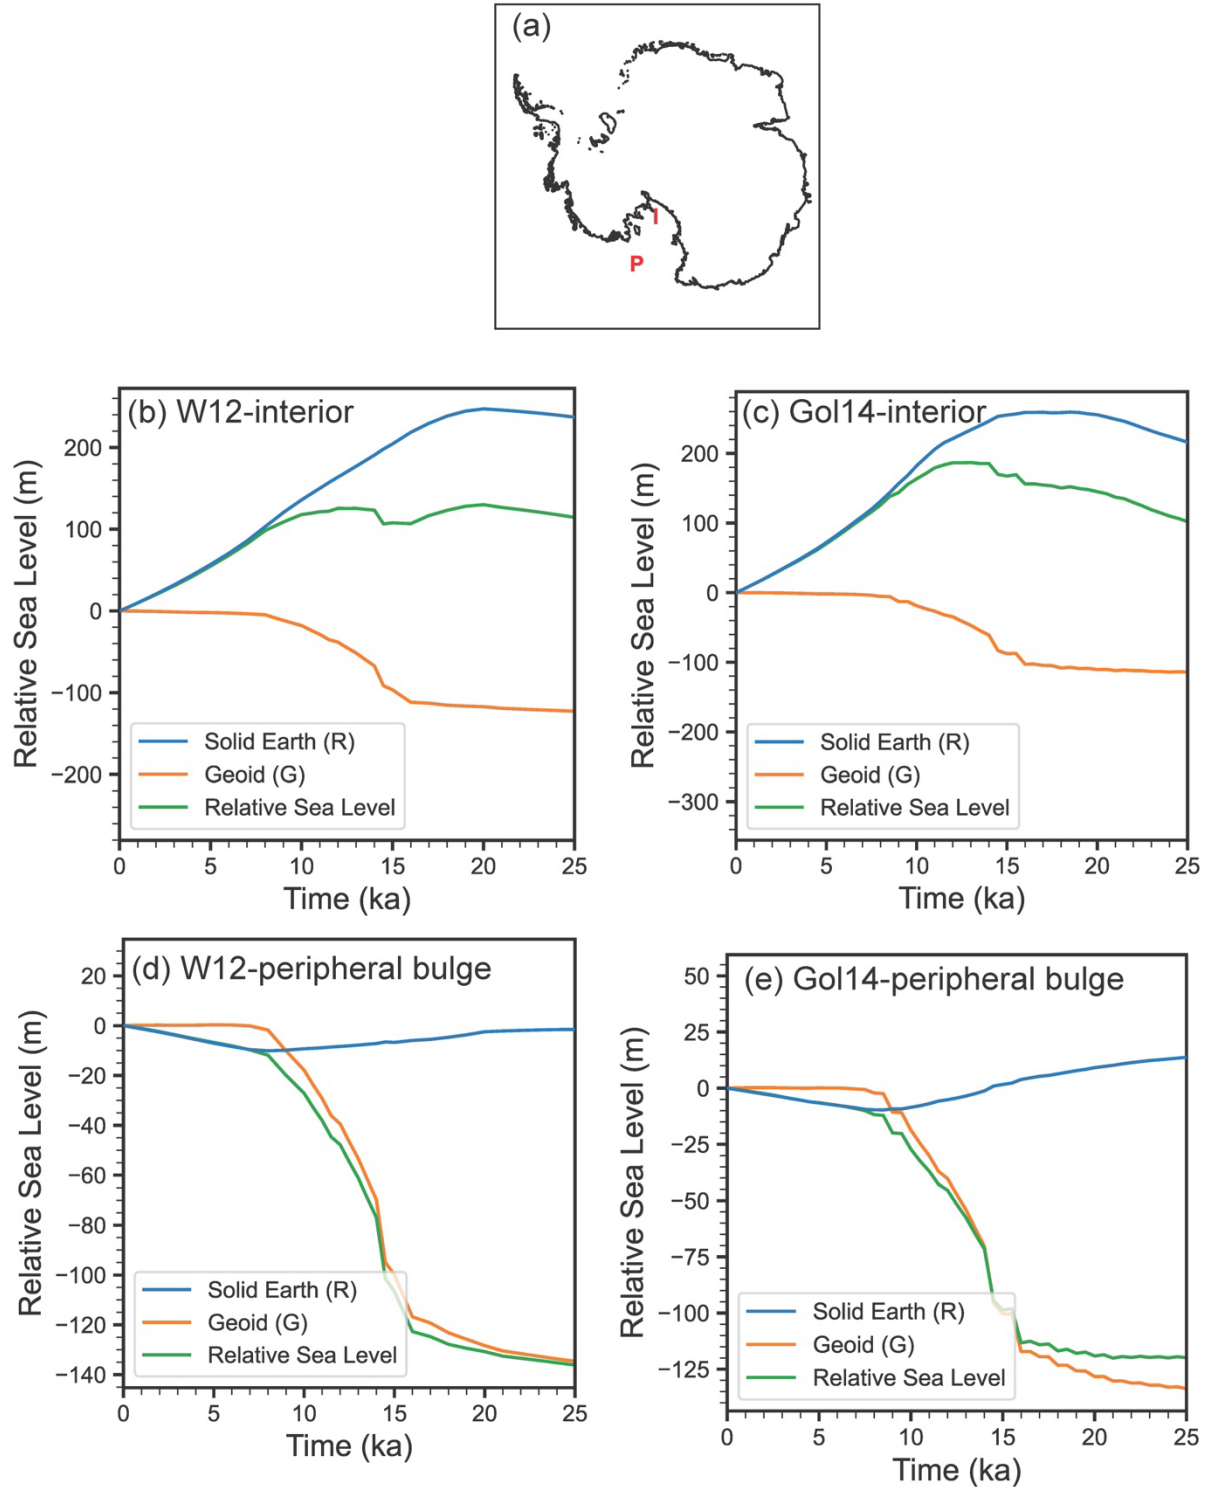 (a)
I
P
(b) W12-interior
Relative Sea Level (m)
200
100
0
−100
−200
Solid Earth (R)
Geoid (G)
Relative Sea Level
0 5 10 15 20 25
Time (ka)
(c) Gol14-interior
Relative Sea Level (m)
200
100
0
−100
−200
−300
Solid Earth (R)
Geoid (G)
Relative Sea Level
0 5 10 15 20 25
Time (ka)
(d) W12-peripheral bulge
Relative Sea Level (m)
20
0
−20
−40
−60
−80
−100
−120
−140
Solid Earth (R)
Geoid (G)
Relative Sea Level
0 5 10 15 20 25
Time (ka)
(e) Gol14-peripheral bulge
Relative Sea Level (m)
50
25
0
−25
−50
−75
−100
−125
Solid Earth (R)
Geoid (G)
Relative Sea Level
0 5 10 15 20 25
Time (ka)